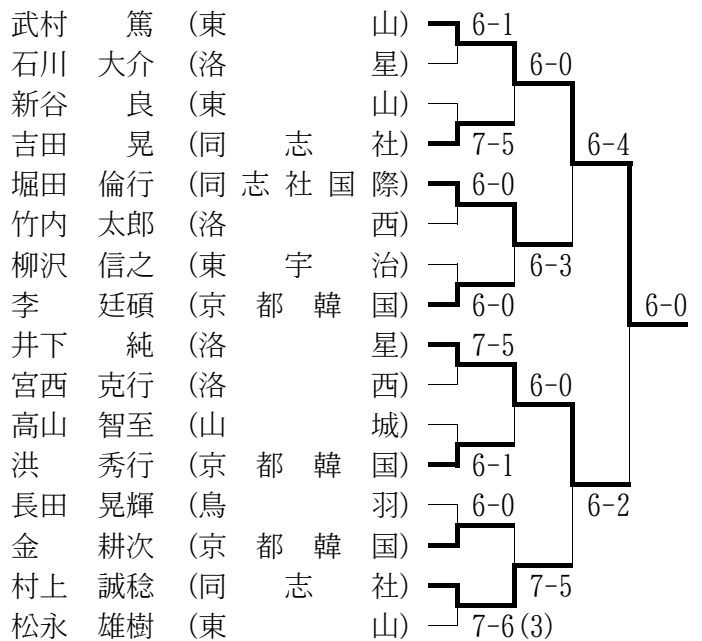 武村 篤 (東 山) 6-1
石川 大介 (洛 星) 6-0
新谷 良 (東 山)
吉田 晃 (同 志 社) 7-5 6-4
堀田 倫行 (同 志 社 国 際) 6-0
竹内 太郎 (洛 西)
柳沢 信之 (東 宇 治) 6-3
李 廷碩 (京 都 韓 国) 6-0 6-0
井下 純 (洛 星) 7-5
宮西 克行 (洛 西) 6-0
高山 智至 (山 城)
洪 秀行 (京 都 韓 国) 6-1
長田 晃輝 (鳥 羽) 6-0 6-2
金 耕次 (京 都 韓 国)
村上 誠稔 (同 志 社) 7-5
松永 雄樹 (東 山) 7-6(3)